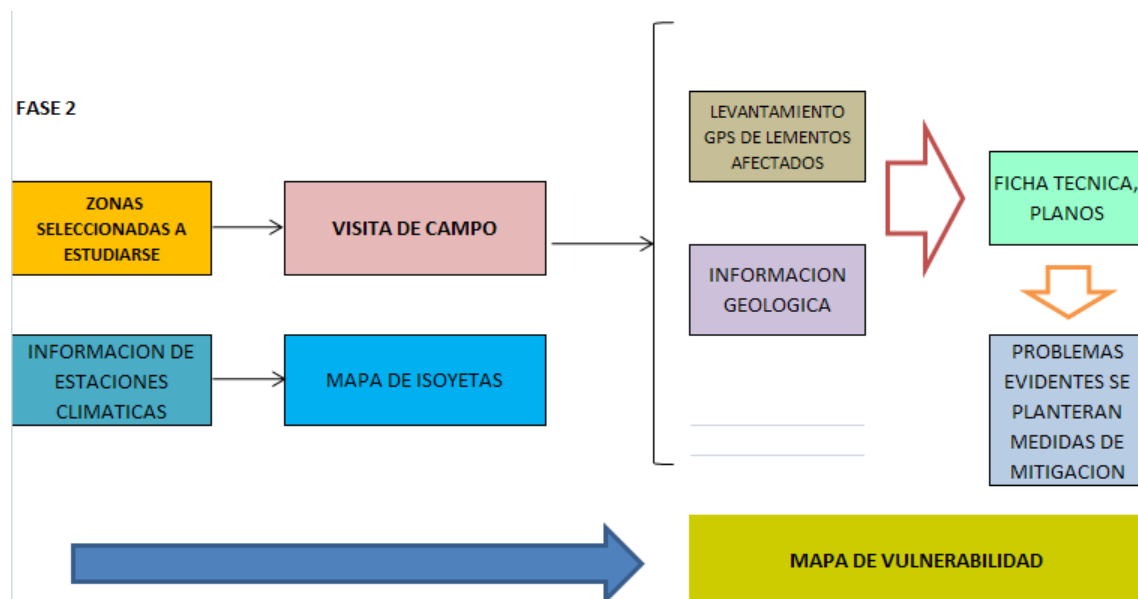 FASE 2
ZONAS
SELECCIONADAS A
ESTUDIARSE
VISITA DE CAMPO
INFORMACION DE
ESTACIONES
CLIMATICAS
MAPA DE ISOYETAS
LEVANTAMIENTO
GPS DE LEMENTOS
AFECTADOS
INFORMACION
GEOLOGICA
FICHA TECNICA,
PLANOS
PROBLEMAS
EVIDENTES SE
PLANTERAN
MEDIDAS DE
MITIGACION
MAPA DE VULNERABILIDAD